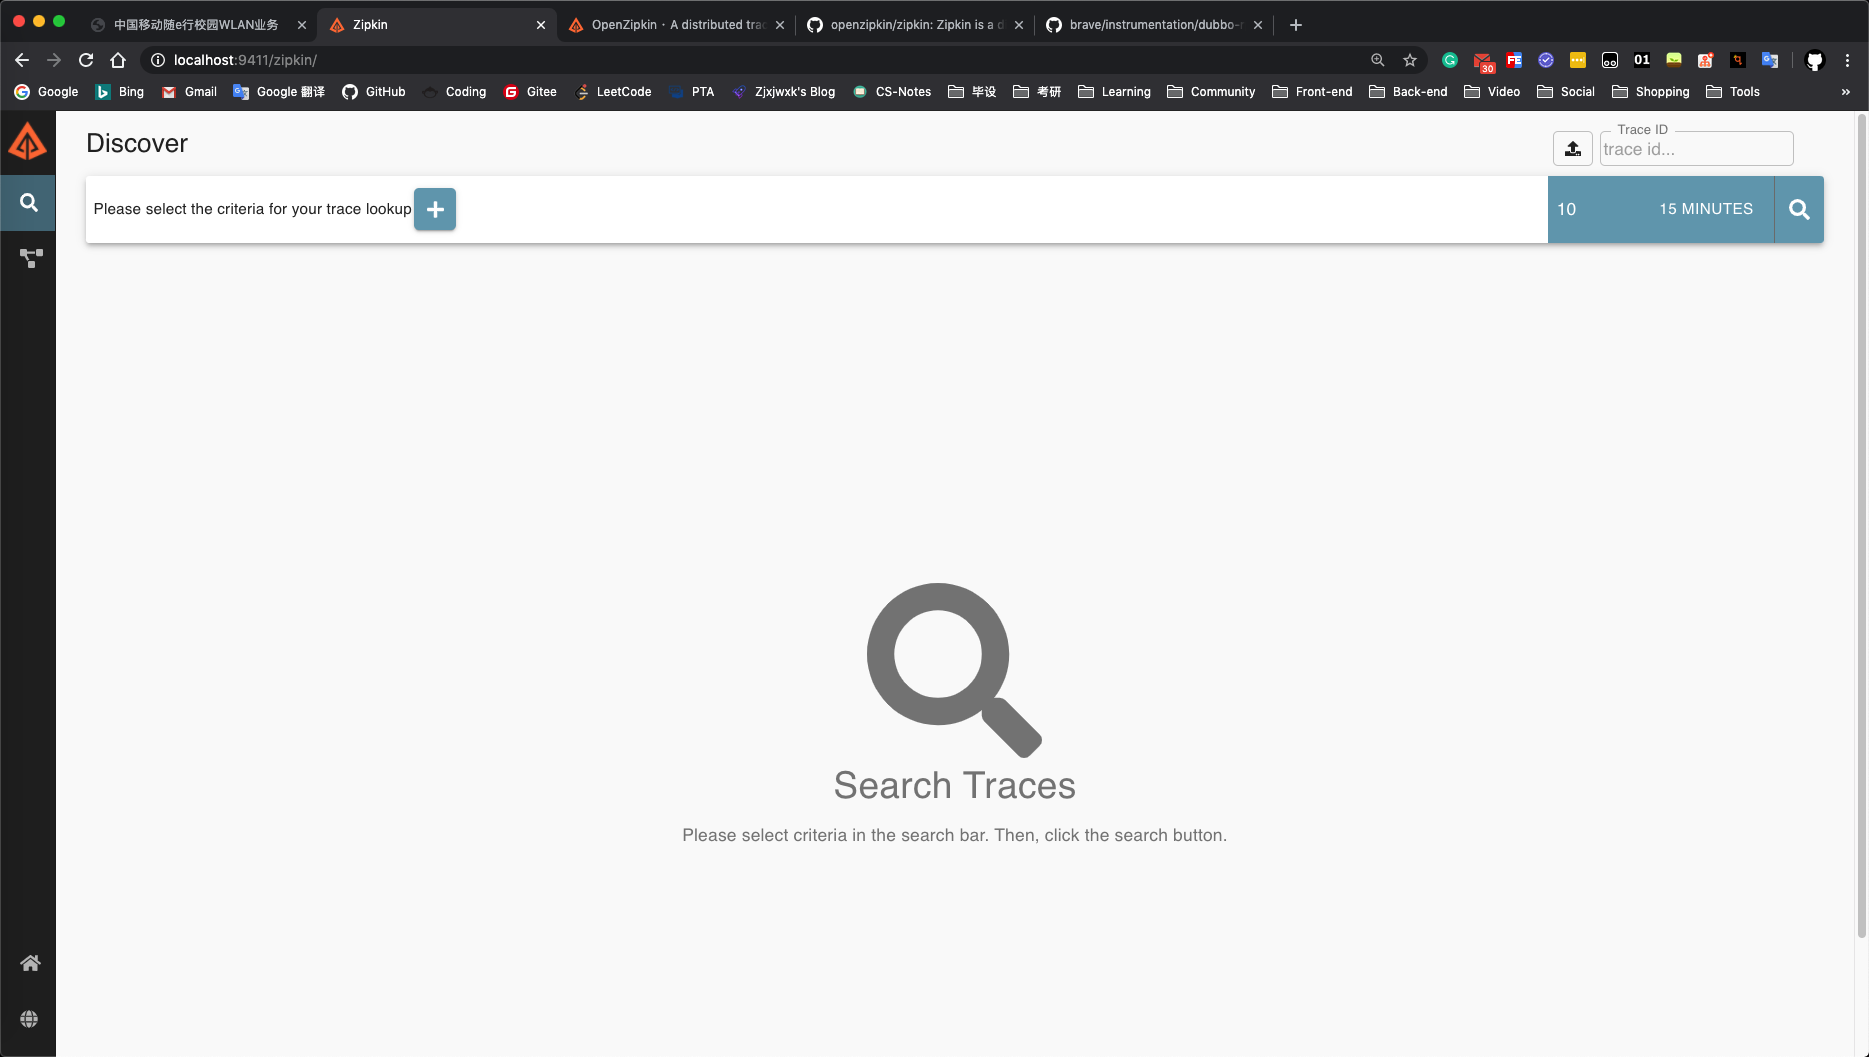 中国移动随e行校园WLAN业务 Zipkin OpenZipkin · A distributed trac openzipkin/zipkin: Zipkin is a d brave/instrumentation/dubbo-r
localhost:9411/zipkin/ 30 FE 01
Google Bing Gmail Google 翻译 GitHub Coding Gitee LeetCode PTA Zjxjwxk's Blog CS-Notes 毕设 考研 Learning Community Front-end Back-end Video Social Shopping Tools »
Discover
Trace ID
trace id...
Please select the criteria for your trace lookup
10 15 MINUTES
Search Traces
Please select criteria in the search bar. Then, click the search button.